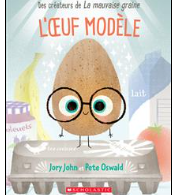 Des créateurs de La mauvaise graine
L'ŒUF MODÈLE
Lait
Jory John Pete Oswald
SCHOLASTIC